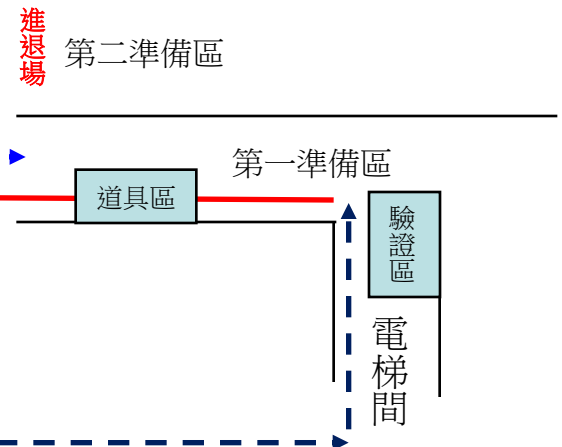 進退場
第二準備區
第一準備區
道具區
驗證區
電梯間